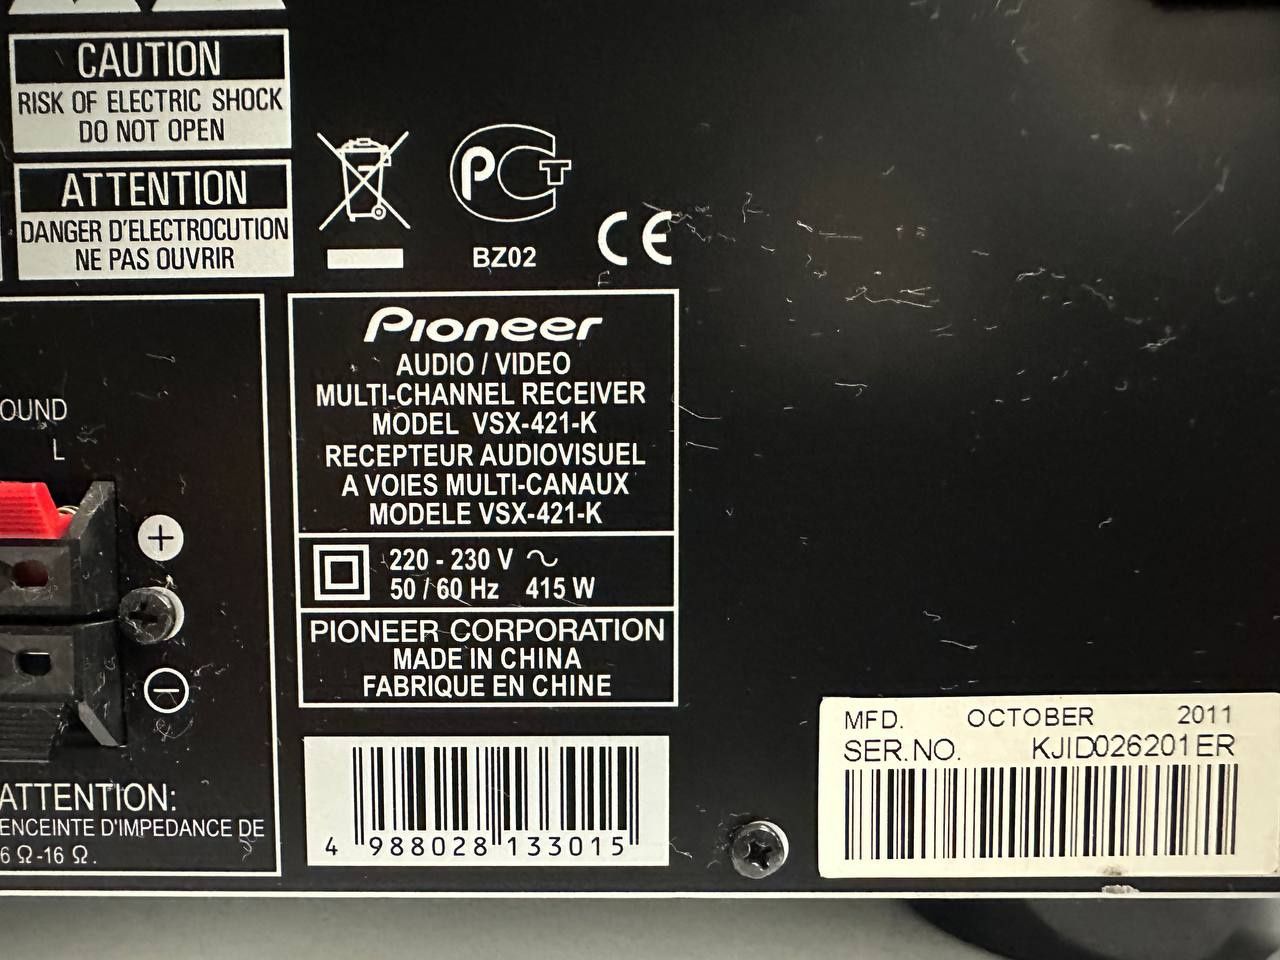 CAUTION
RISK OF ELECTRIC SHOCK
DO NOT OPEN
ATTENTION
DANGER D'ELECTROCUTION
NE PAS OUVRIR
BZ02
CE
Pioneer
AUDIO / VIDEO
MULTI-CHANNEL RECEIVER
MODEL VSX-421-K
RECEPTEUR AUDIOVISUEL
A VOIES MULTI-CANAUX
MODELE VSX-421-K
220 - 230 V ~
50 / 60 Hz 415 W
PIONEER CORPORATION
MADE IN CHINA
FABRIQUE EN CHINE
4 988028 133015
OUND
L
+
−
ATTENTION:
ENCEINTE D'IMPEDANCE DE
6 Ω-16 Ω.
MFD. OCTOBER 2011
SER.NO. KJID026201ER